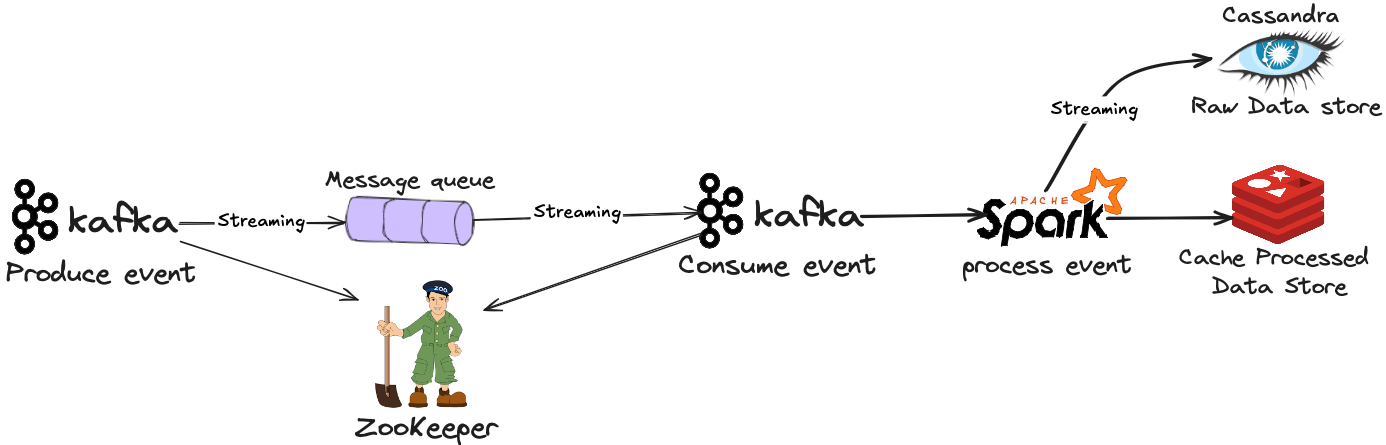 Cassandra
Streaming
Raw Data store
Message queue
kafka
Streaming
Streaming
kafka
APACHE
Spark
Produce event
Consume event
process event
Cache Processed
Data Store
ZOO
ZooKeeper